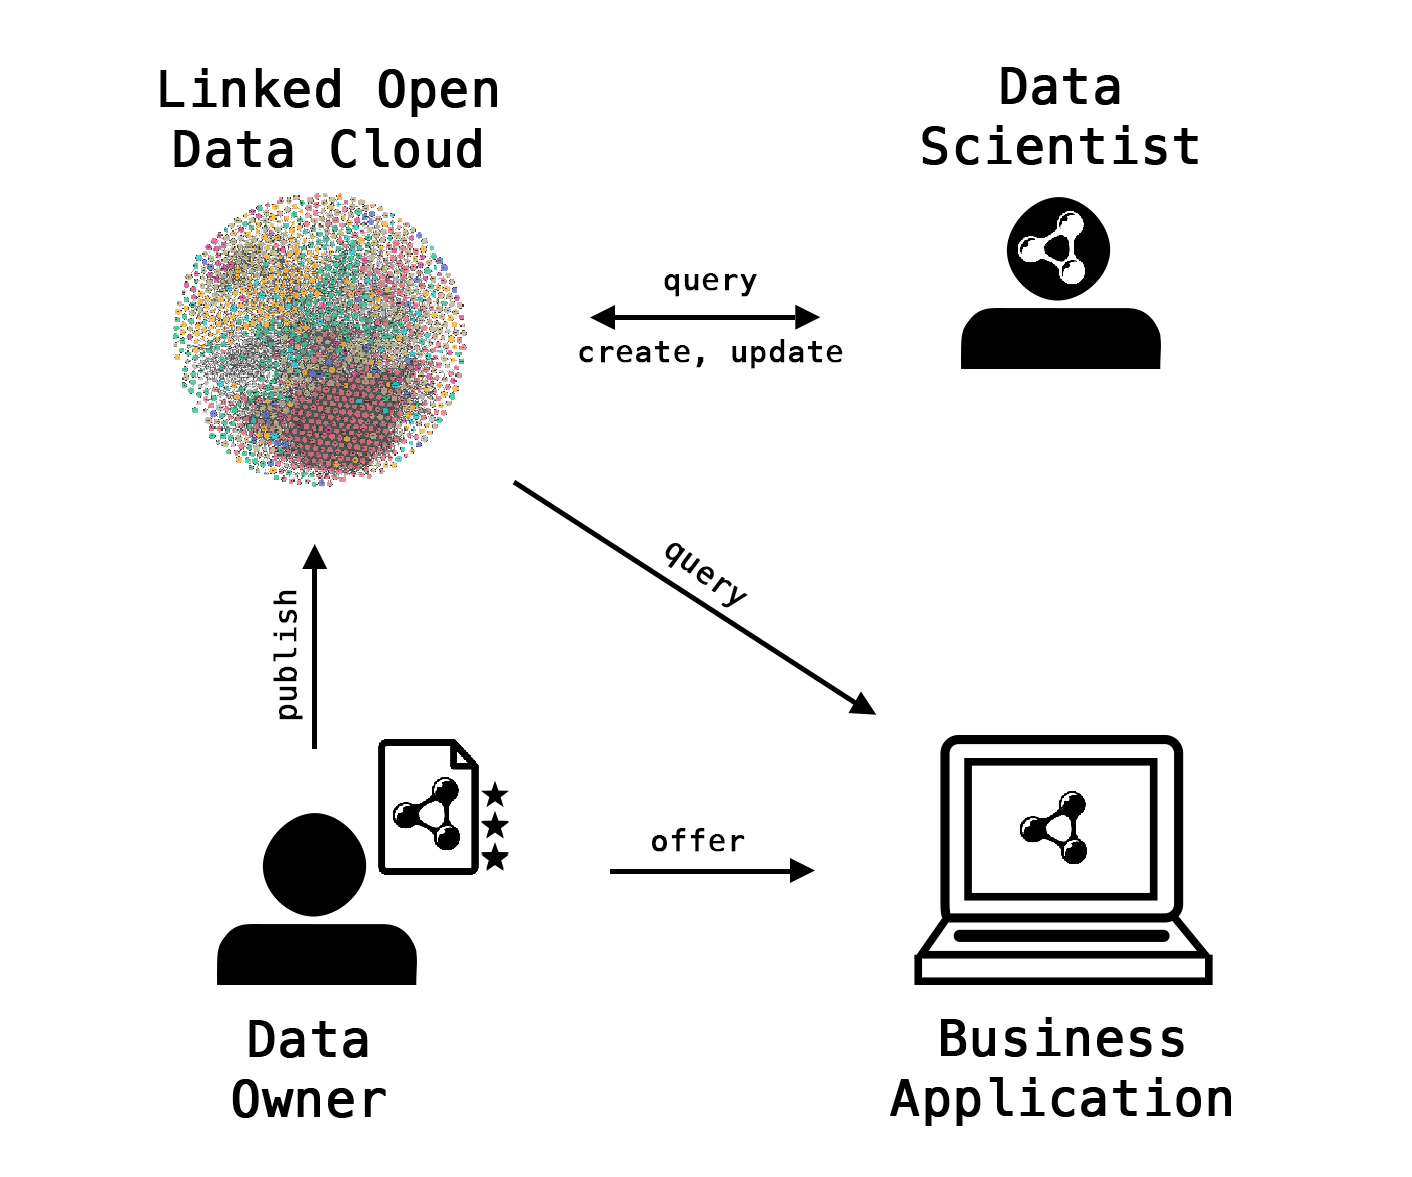 Linked Open
Data Cloud
Data
Scientist
query
create, update
query
publish
offer
Data
Owner
Business
Application